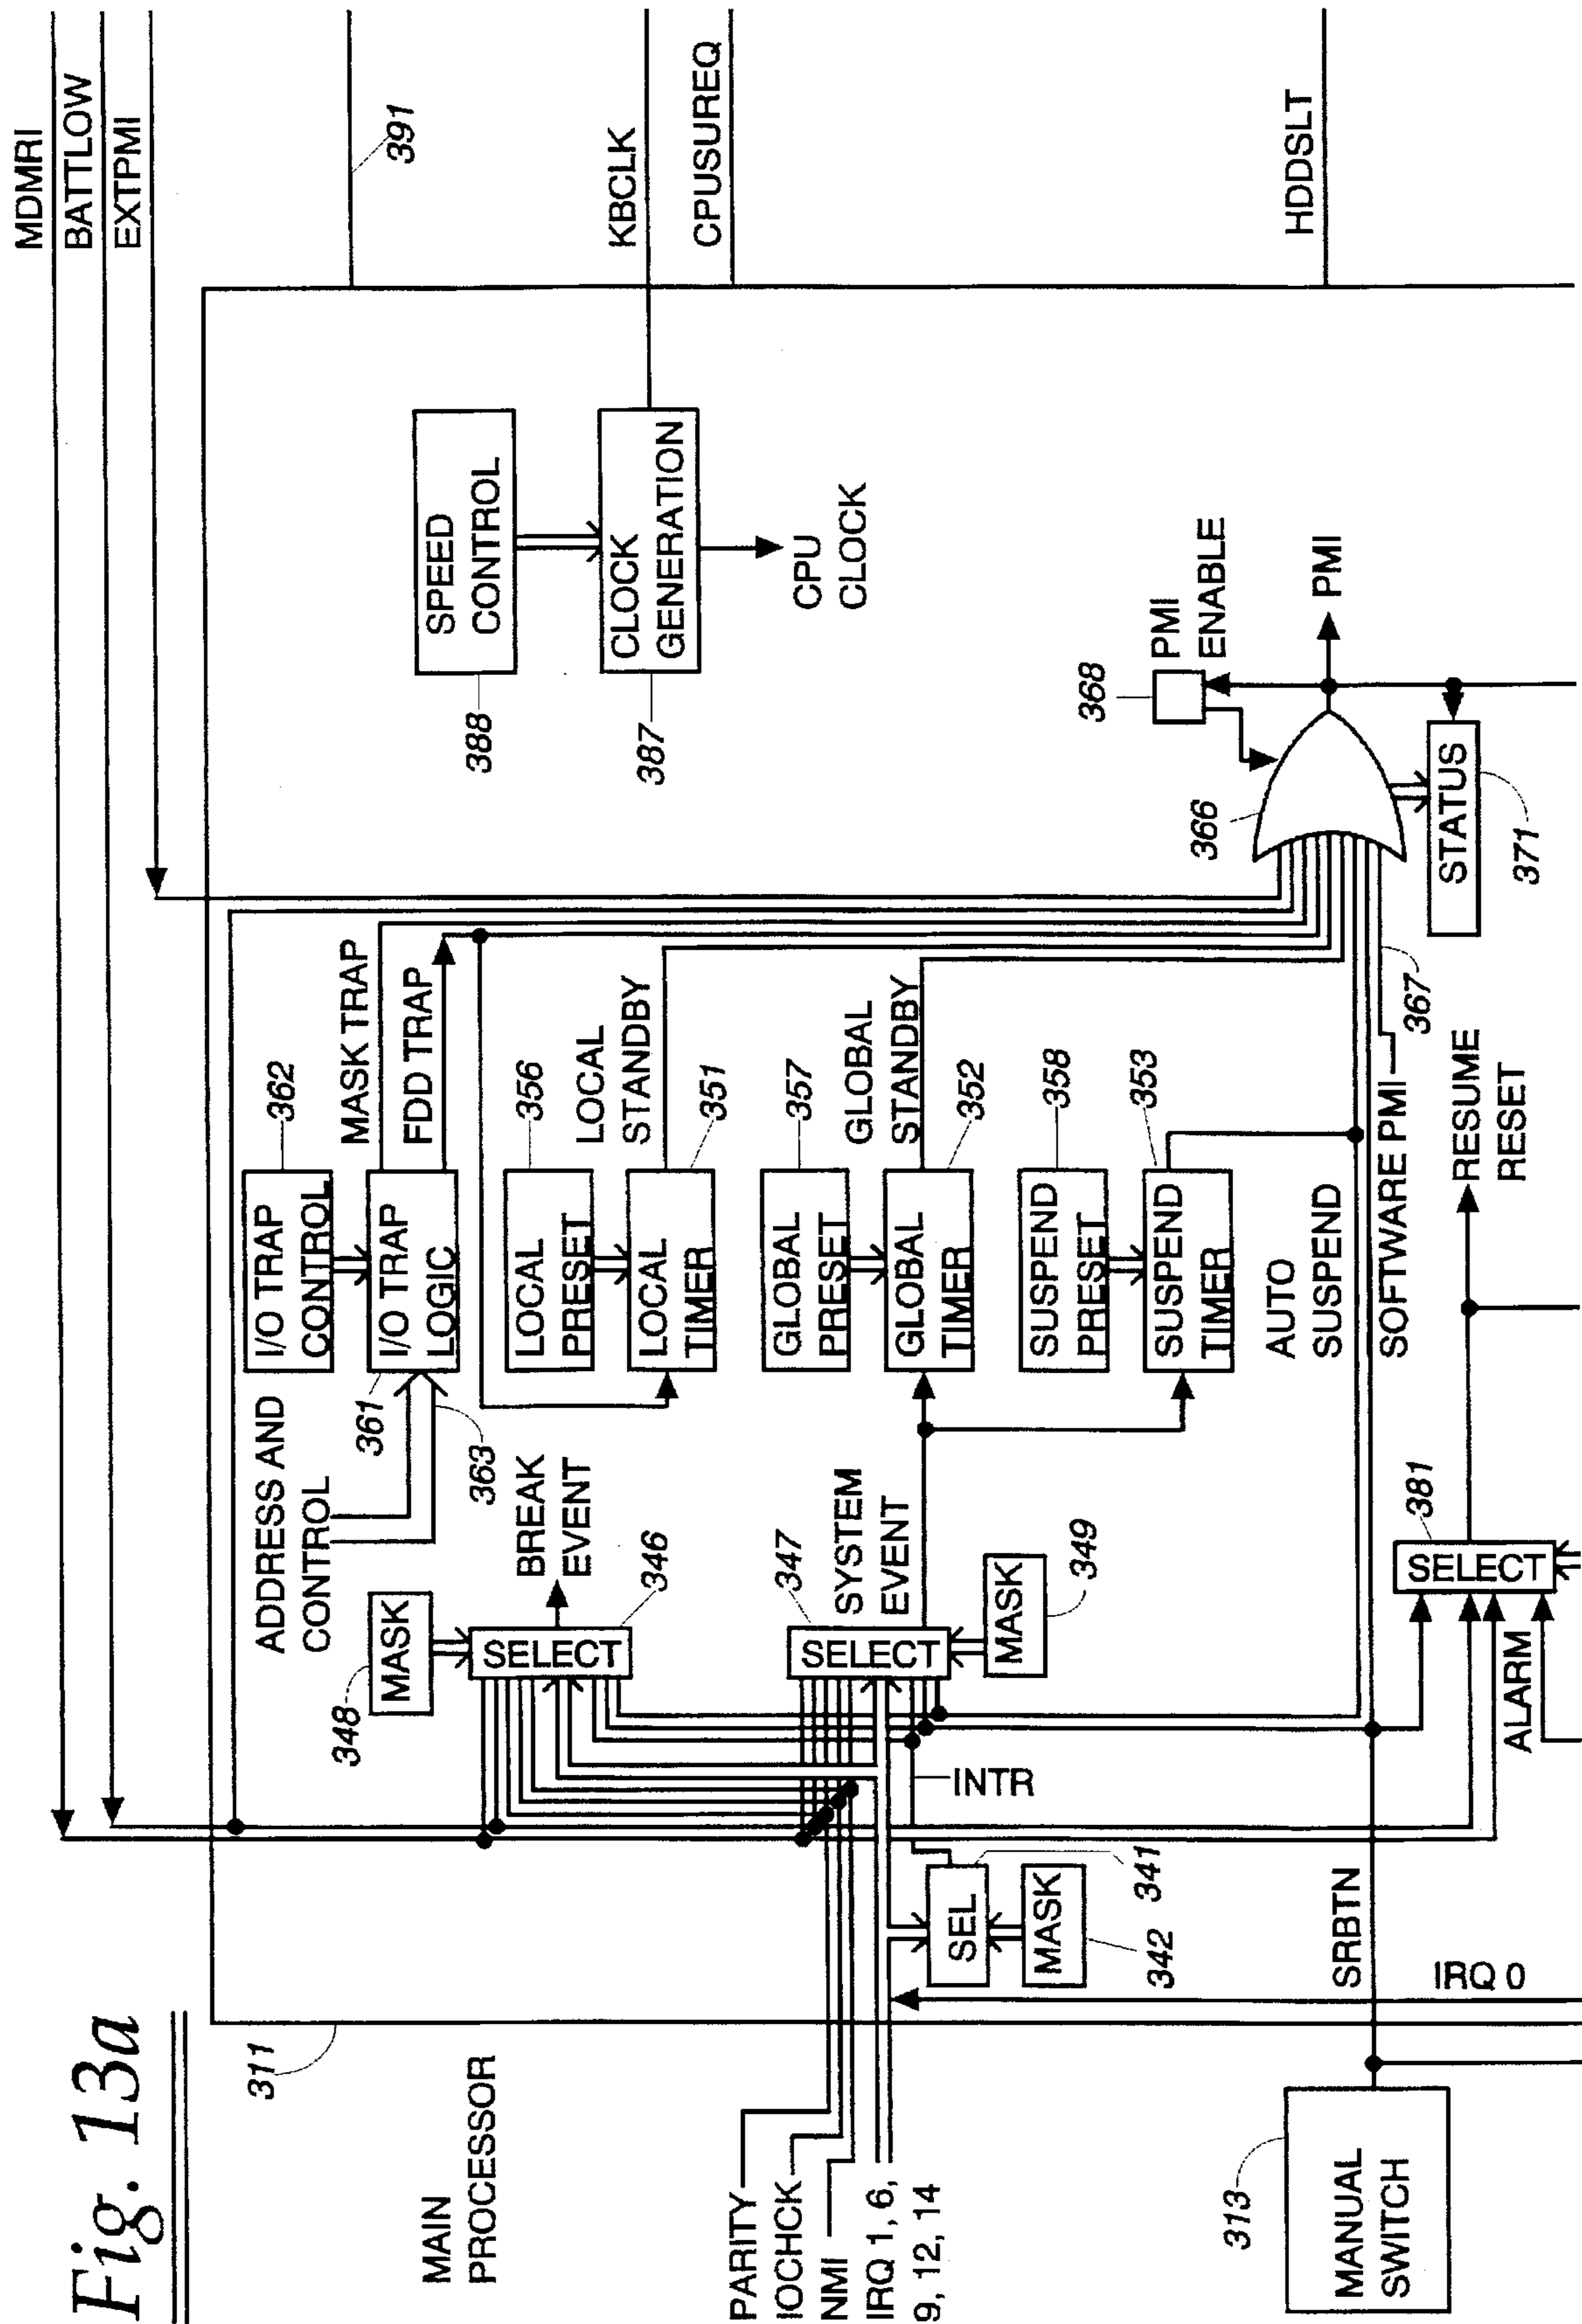 Fig. 13a
MAIN
PROCESSOR
311
PARITY
IOCHCK
NMI
IRQ 1, 6,
9, 12, 14
313
MANUAL
SWITCH
MDMRI
BATTLOW
EXTPMI
391
KBCLK
CPUSUREQ
HDDSLT
348
MASK
SELECT
346
BREAK
EVENT
ADDRESS AND
CONTROL
363
361
I/O TRAP
CONTROL
362
I/O TRAP
LOGIC
MASK TRAP
FDD TRAP
LOCAL
PRESET
356
LOCAL
TIMER
351
LOCAL
STANDBY
347
SELECT
SYSTEM
EVENT
MASK
349
GLOBAL
PRESET
357
GLOBAL
TIMER
352
GLOBAL
STANDBY
SUSPEND
PRESET
358
SUSPEND
TIMER
353
AUTO
SUSPEND
SOFTWARE PMI
367
INTR
SEL
341
MASK
342
SRBTN
IRQ 0
ALARM
SELECT
381
RESUME
RESET
SPEED
CONTROL
388
CLOCK
GENERATION
387
CPU
CLOCK
366
368
PMI
ENABLE
PMI
STATUS
371